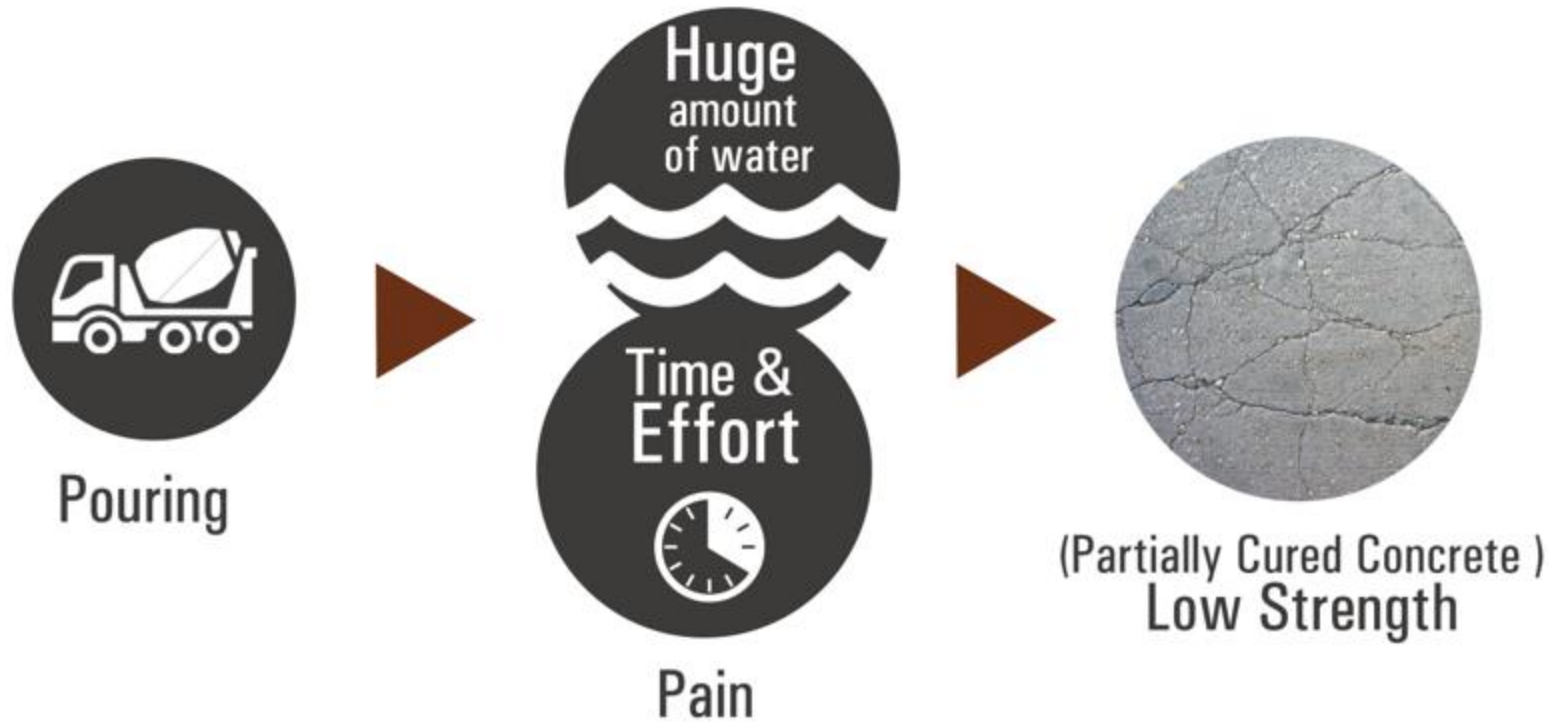 Pouring
Huge
amount
of water
Time &
Effort
Pain
(Partially Cured Concrete )
Low Strength